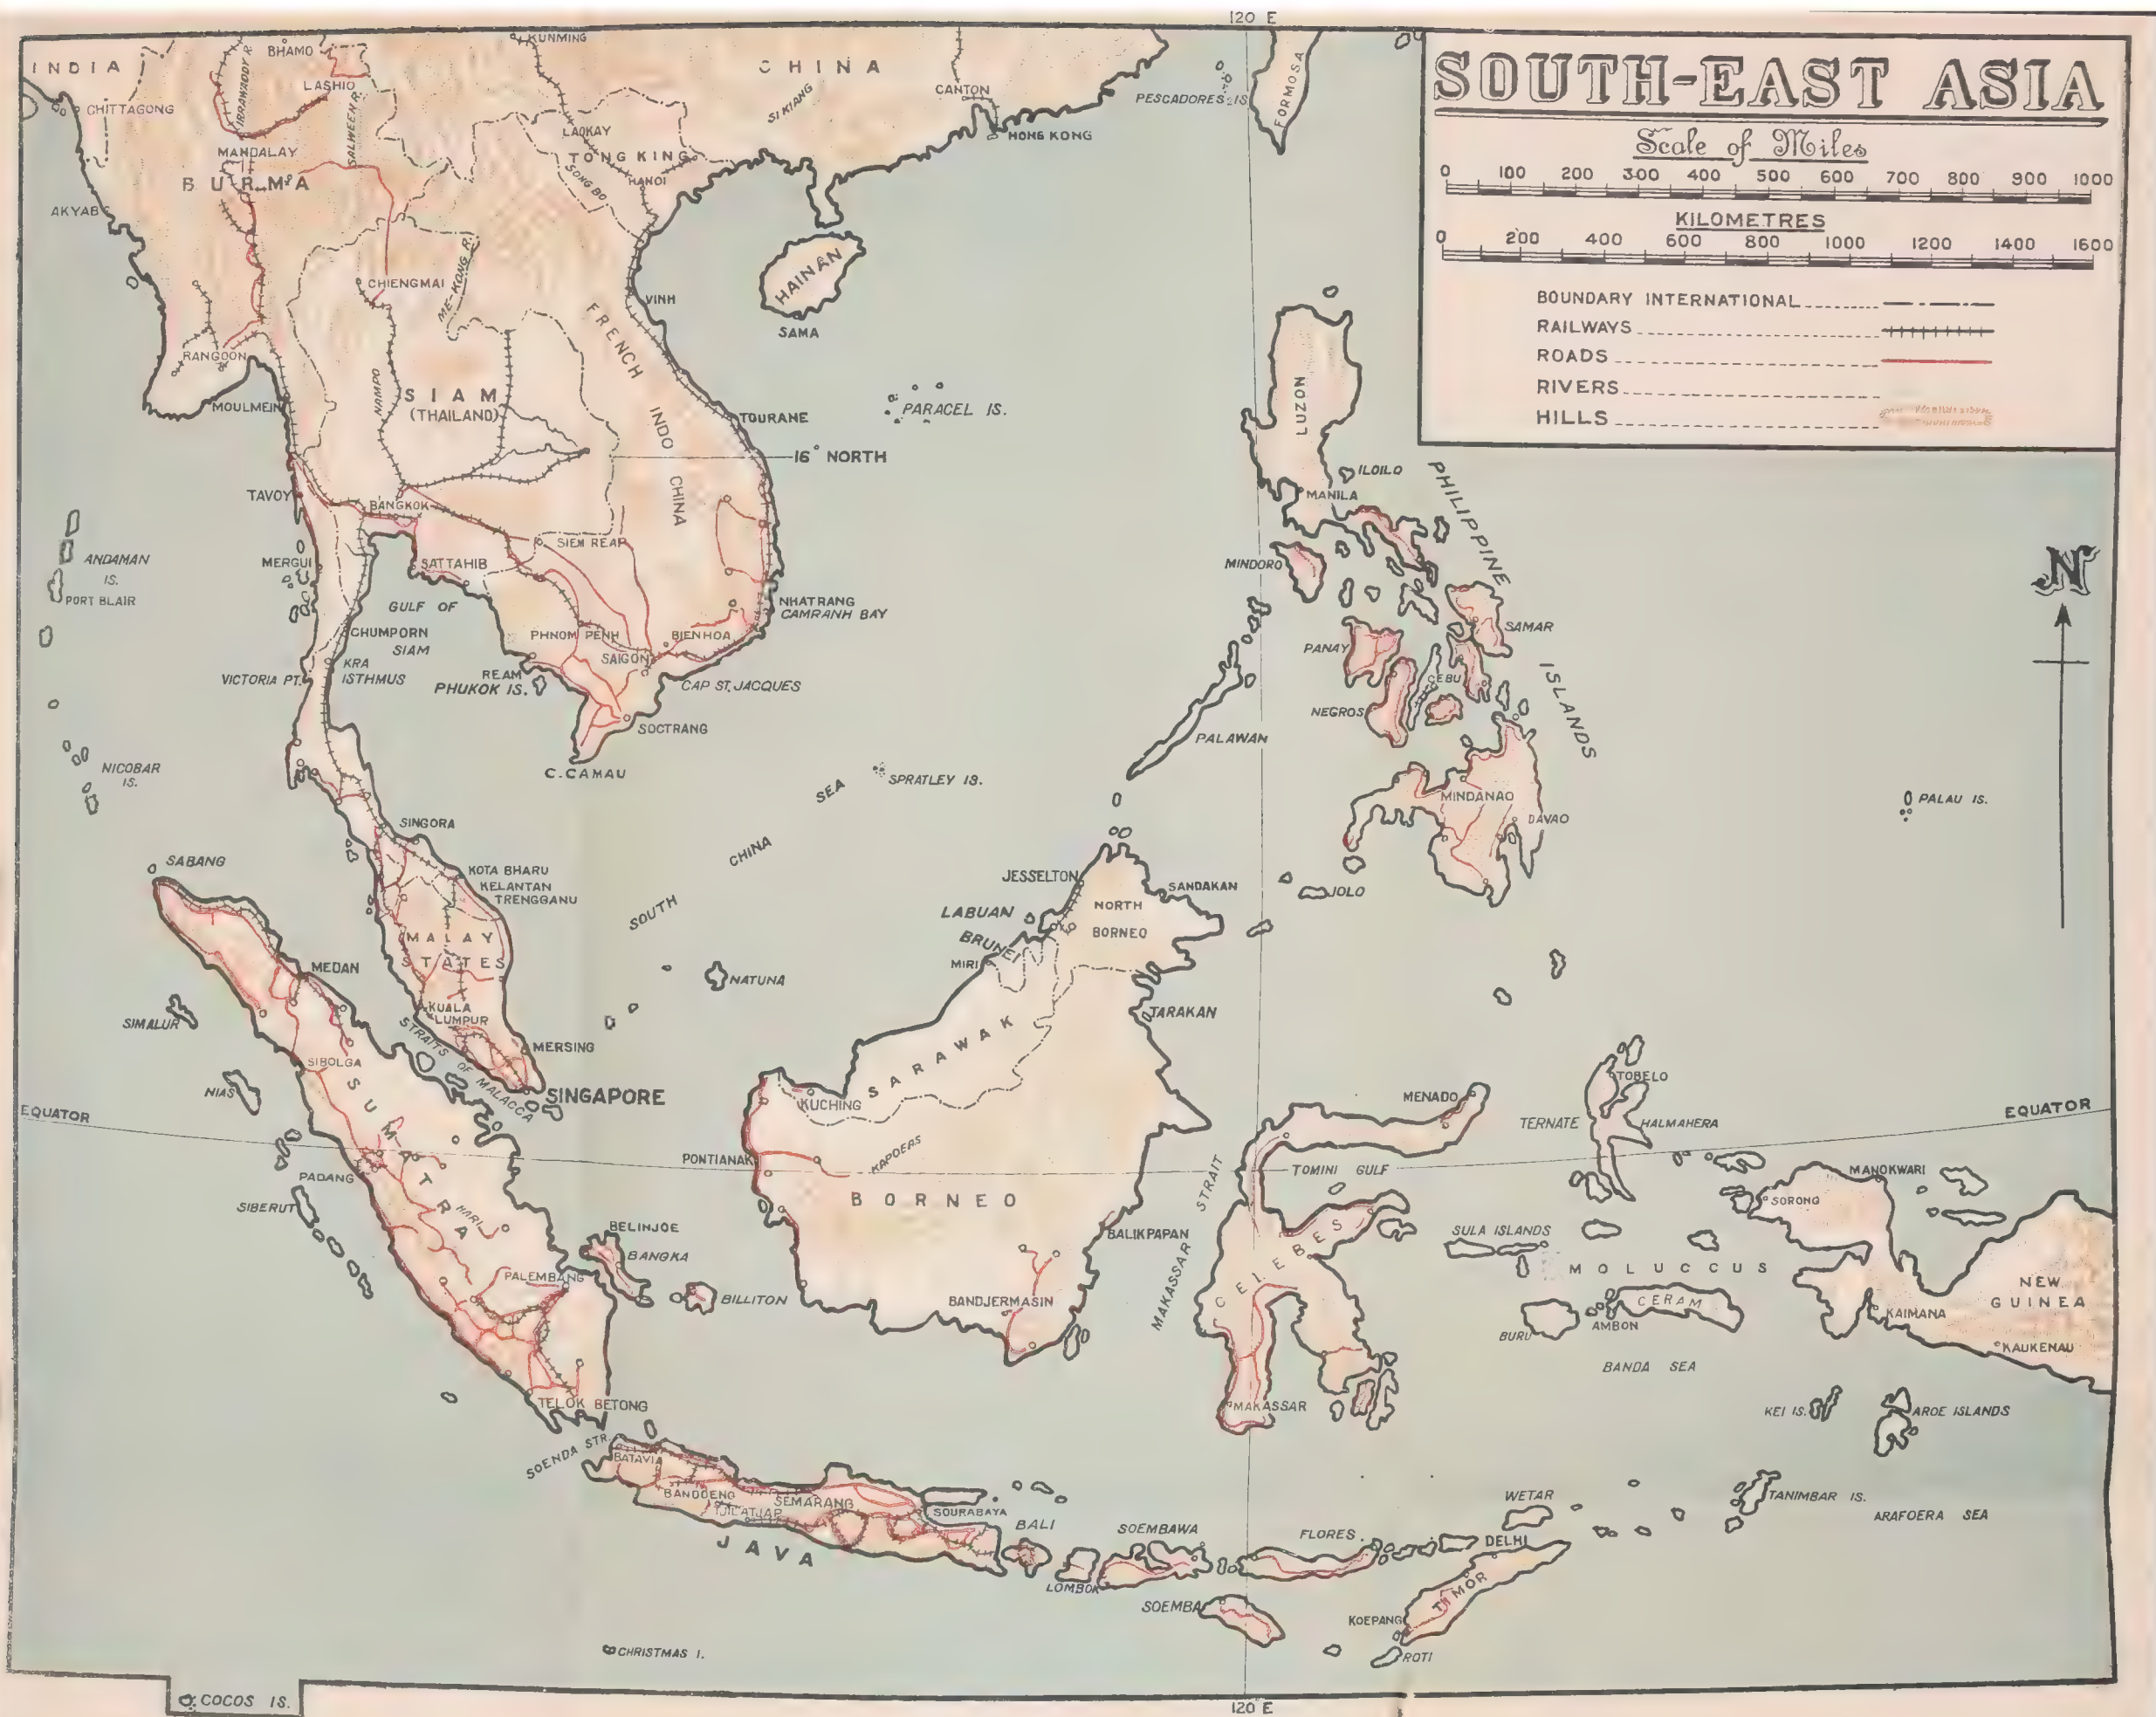 120 E
SOUTH-EAST ASIA
Scale of Miles
0 100 200 300 400 500 600 700 800 900 1000
KILOMETRES
0 200 400 600 800 1000 1200 1400 1600
BOUNDARY INTERNATIONAL
RAILWAYS
ROADS
RIVERS
HILLS
N
INDIA
BHAMO
KUNMING
CHINA
LASHIO
IRRAWADDY R.
SALWEEN R.
CHITTAGONG
CANTON
SI KIANG
PESCADORES IS.
FORMOSA
HONG KONG
LAOKAY
TONG KING
SONG BO
HANOI
MANDALAY
BURMA
AKYAB
HAINAN
SAMA
CHIENGMAI
ME-KONG R.
VINH
FRENCH
INDO
CHINA
RANGOON
MOULMEIN
NAMPO
SIAM
(THAILAND)
TOURANE
PARACEL IS.
16° NORTH
LUZON
ILOILO
MANILA
PHILIPPINE
ISLANDS
TAVOY
BANGKOK
SIEM REAP
ANDAMAN
IS.
PORT BLAIR
MERGUI
SATTAHIB
GULF OF
SIAM
CHUMPORN
NHATRANG
CAMRANH BAY
PHNOM PENH
BIENHOA
SAIGON
KRA
ISTHMUS
VICTORIA PT.
REAM
PHUKOK IS.
CAP ST. JACQUES
SOCTRANG
C. CAMAU
MINDORO
SAMAR
PANAY
CEBU
NEGROS
PALAWAN
NICOBAR
IS.
SPRATLEY IS.
SOUTH
CHINA
SEA
MINDANAO
DAVAO
PALAU IS.
JOLO
SINGORA
SABANG
KOTA BHARU
KELANTAN
TRENGGANU
JESSELTON
SANDAKAN
NORTH
BORNEO
LABUAN
BRUNEI
MIRI
MALAY
STATES
MEDAN
NATUNA
TARAKAN
SIMALUR
KUALA
LUMPUR
STRAITS OF MALACCA
MERSING
SARAWAK
SIBOLGA
SINGAPORE
NIAS
KUCHING
MENADO
TOBELO
TERNATE
HALMAHERA
EQUATOR
EQUATOR
SUMATRA
KAPOEAS
PONTIANAK
TOMINI GULF
MANOKWARI
SORONG
PADANG
SIBERUT
HARI
BORNEO
BALIKPAPAN
MAKASSAR STRAIT
BELINJOE
BANGKA
PALEMBANG
BILLITON
BANDJERMASIN
CELEBES
SULA ISLANDS
MOLUCCUS
CERAM
BURU
AMBON
NEW
GUINEA
KAIMANA
KAUKENAU
BANDA SEA
TELOK BETONG
MAKASSAR
KEI IS.
AROE ISLANDS
SOENDA STR.
BATAVIA
BANDOENG
TJILATJAP
SEMARANG
SOURABAYA
JAVA
BALI
LOMBOK
SOEMBAWA
FLORES
WETAR
DELHI
TANIMBAR IS.
ARAFOERA SEA
SOEMBA
TIMOR
KOEPANG
ROTI
CHRISTMAS I.
COCOS IS.
120 E